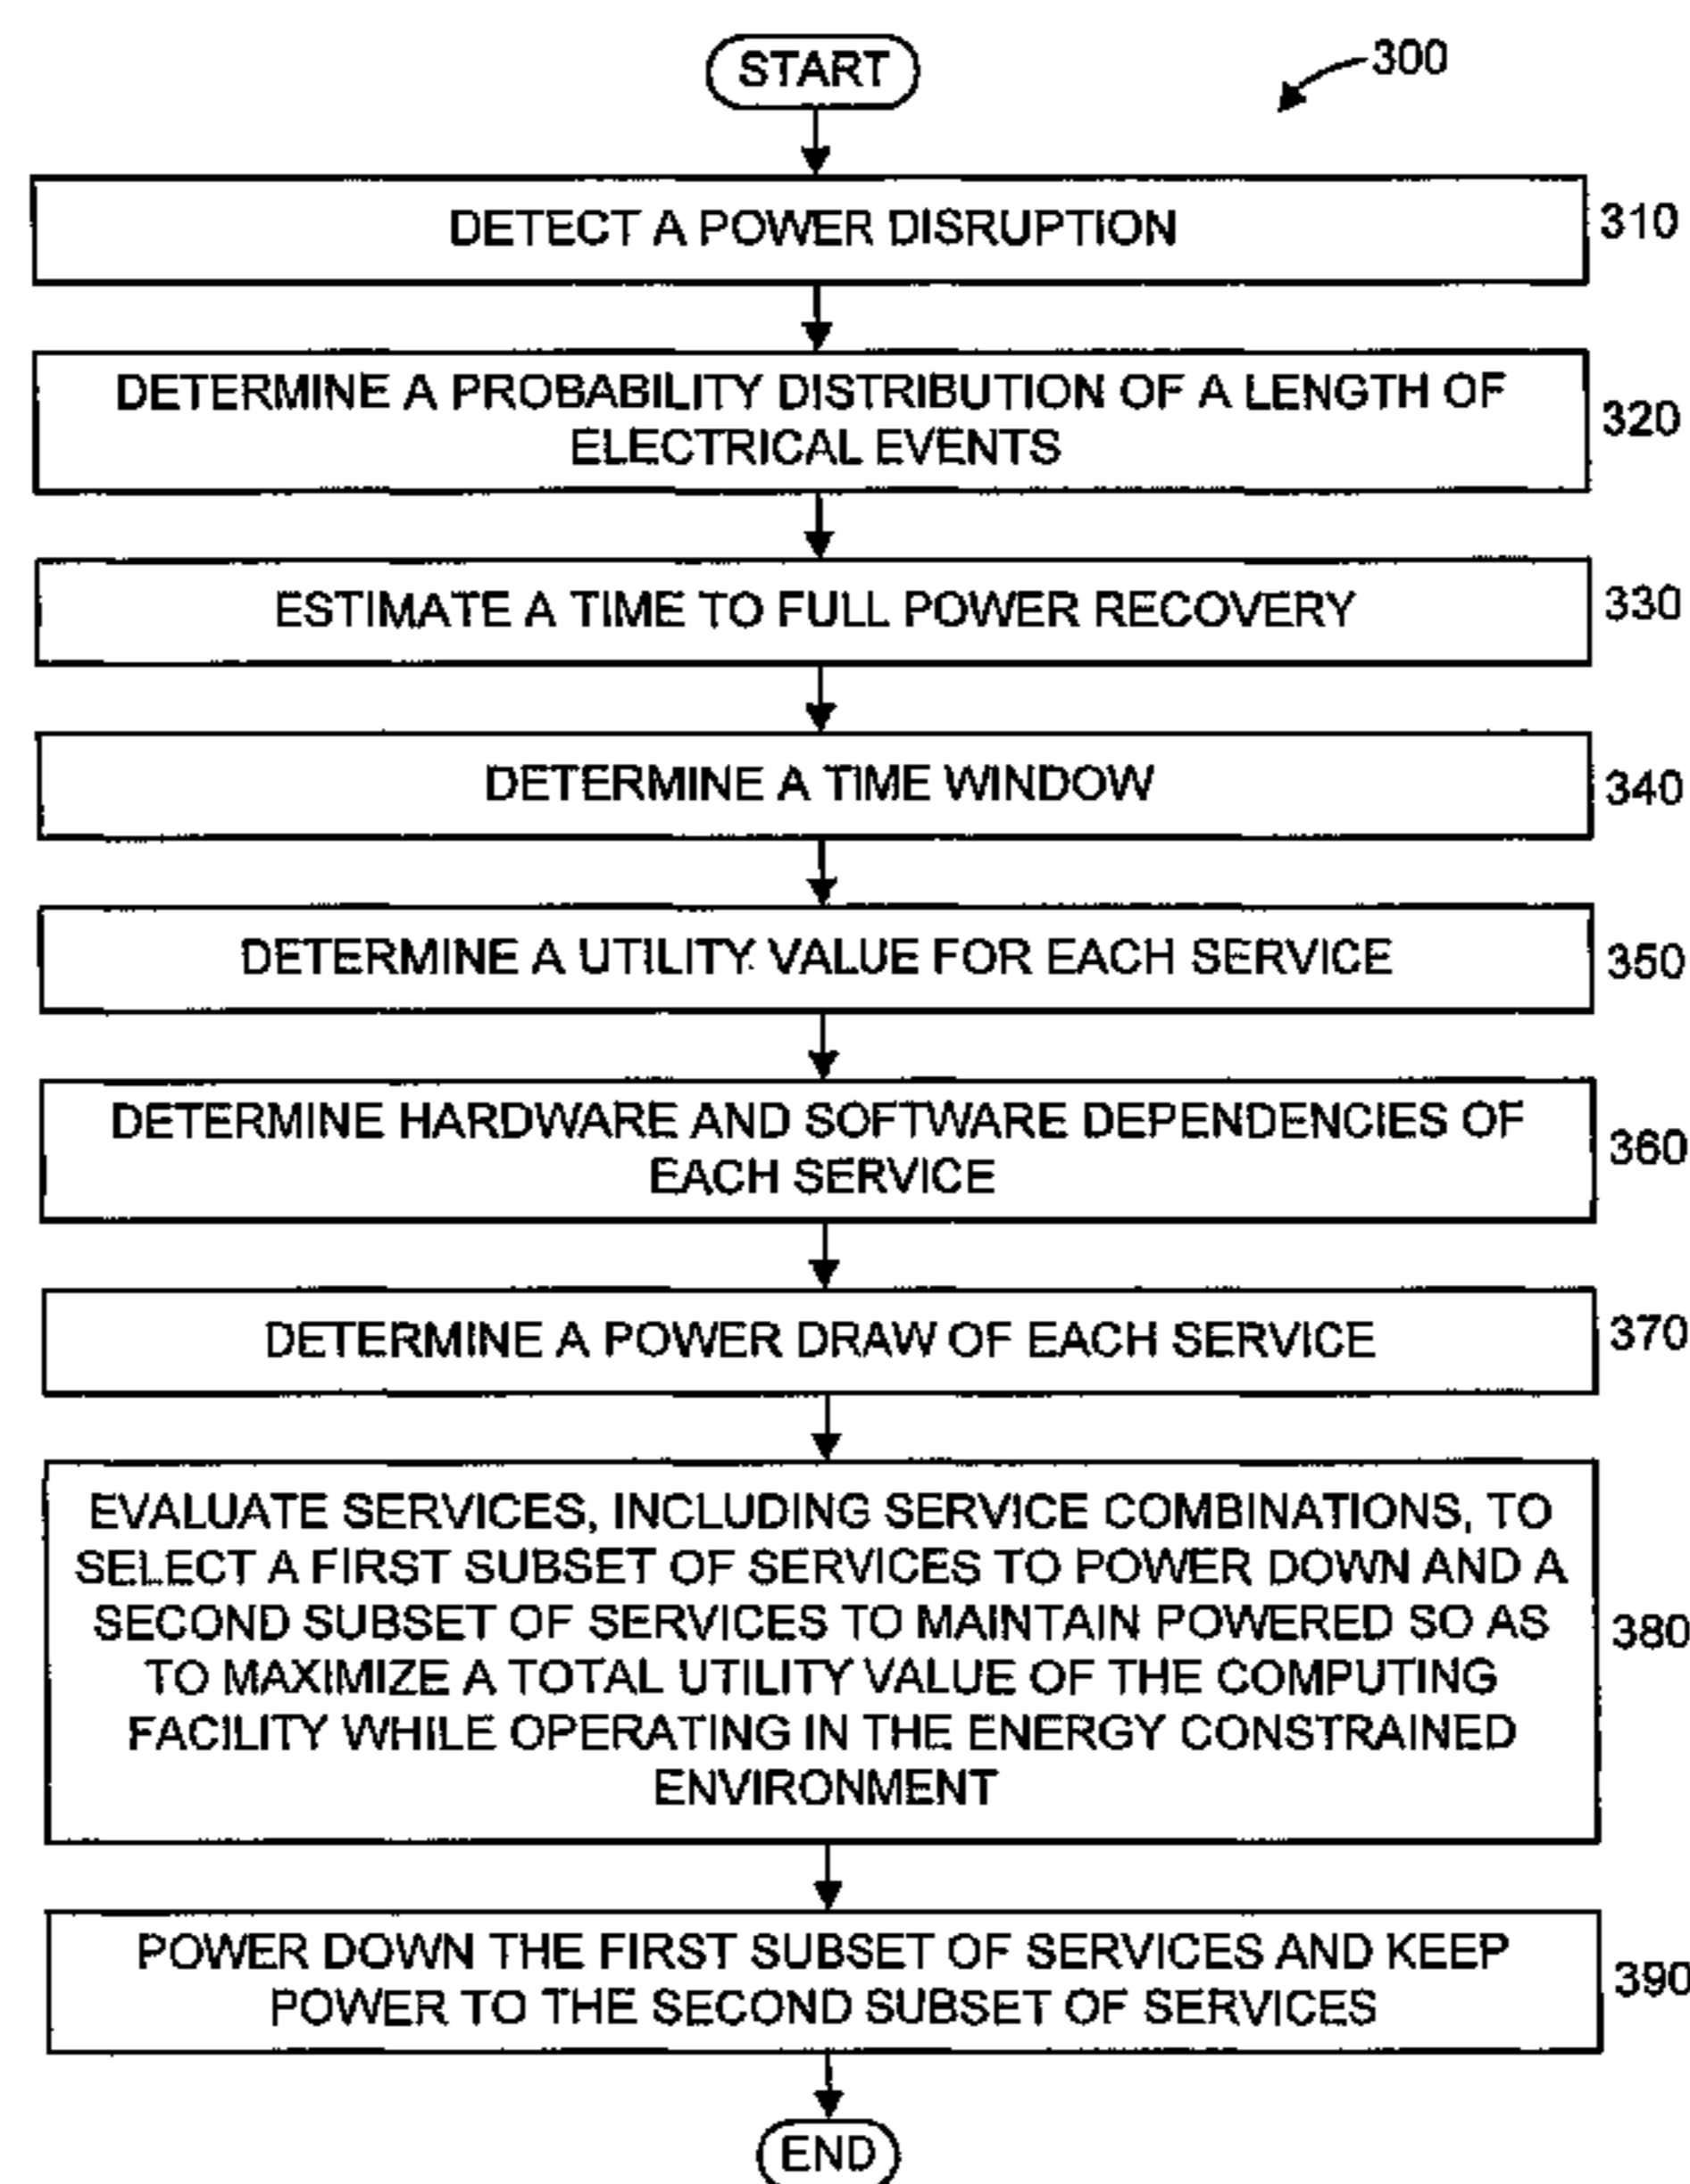 START
300
DETECT A POWER DISRUPTION
310
DETERMINE A PROBABILITY DISTRIBUTION OF A LENGTH OF
ELECTRICAL EVENTS
320
ESTIMATE A TIME TO FULL POWER RECOVERY
330
DETERMINE A TIME WINDOW
340
DETERMINE A UTILITY VALUE FOR EACH SERVICE
350
DETERMINE HARDWARE AND SOFTWARE DEPENDENCIES OF
EACH SERVICE
360
DETERMINE A POWER DRAW OF EACH SERVICE
370
EVALUATE SERVICES, INCLUDING SERVICE COMBINATIONS, TO
SELECT A FIRST SUBSET OF SERVICES TO POWER DOWN AND A
SECOND SUBSET OF SERVICES TO MAINTAIN POWERED SO AS
TO MAXIMIZE A TOTAL UTILITY VALUE OF THE COMPUTING
FACILITY WHILE OPERATING IN THE ENERGY CONSTRAINED
ENVIRONMENT
380
POWER DOWN THE FIRST SUBSET OF SERVICES AND KEEP
POWER TO THE SECOND SUBSET OF SERVICES
390
END